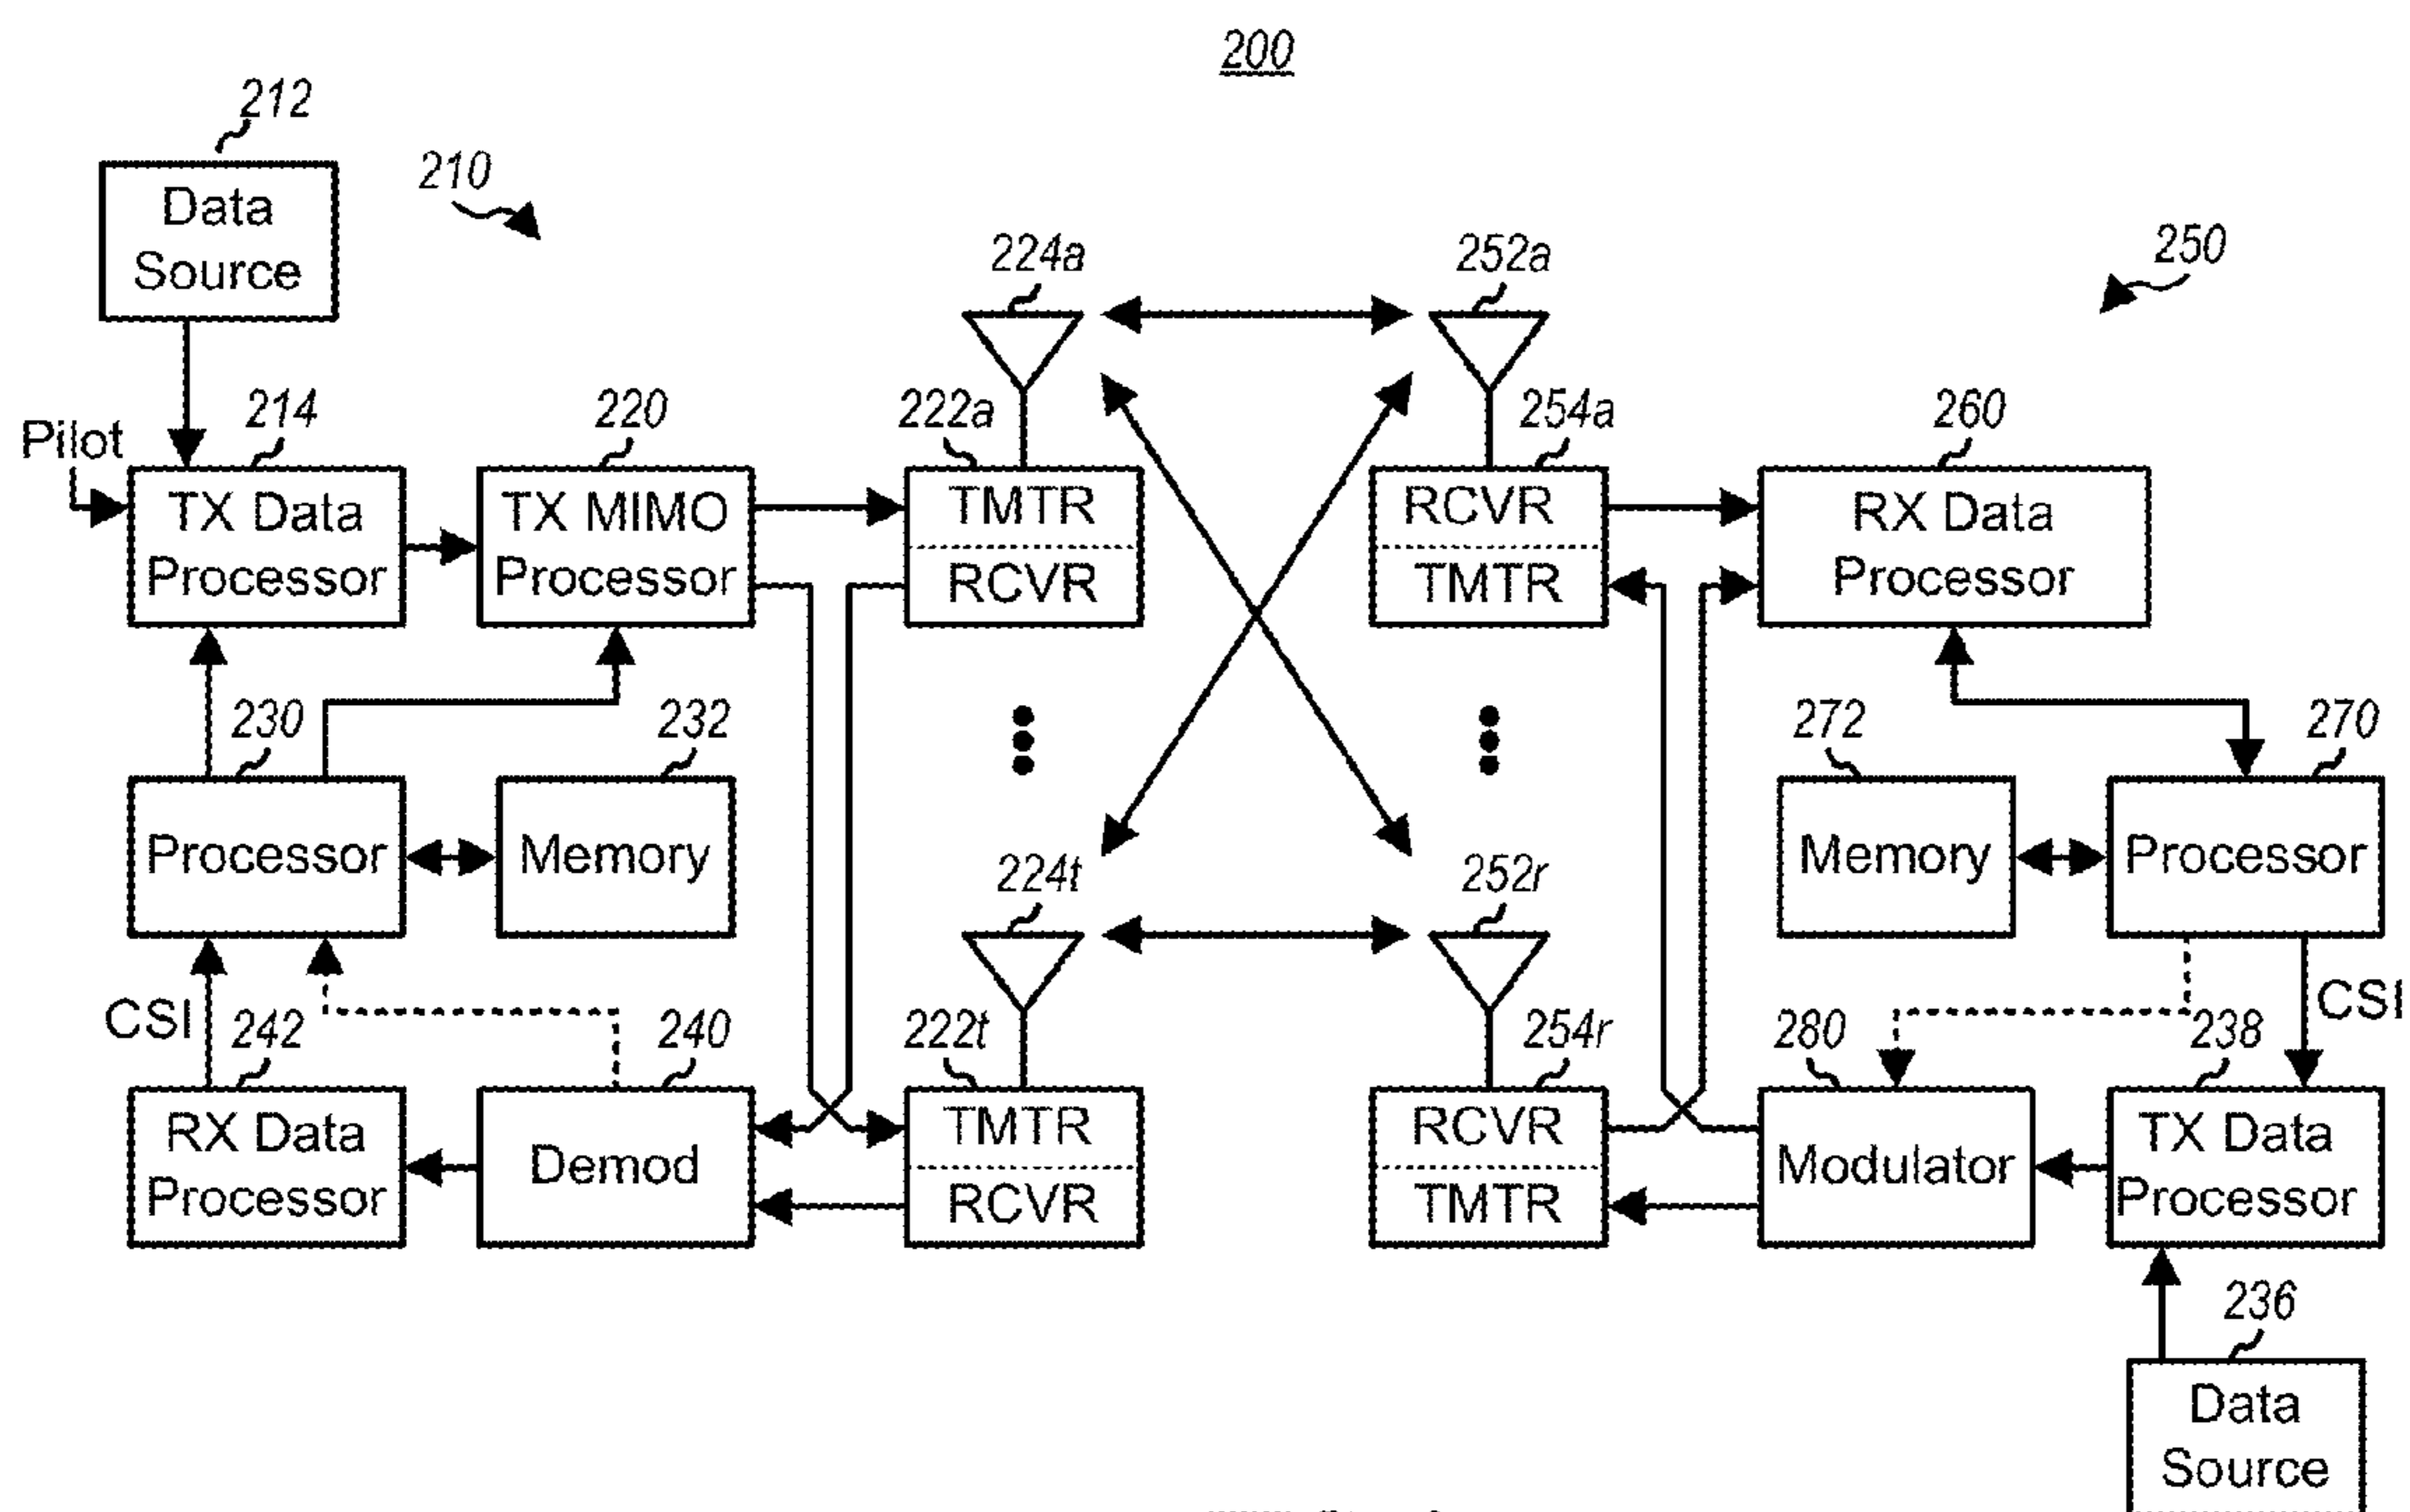 200
212
Data
Source
210
250
224a
252a
Pilot
214
220
222a
254a
260
TX Data
Processor
TX MIMO
Processor
TMTR
RCVR
RCVR
TMTR
RX Data
Processor
230
232
272
270
Processor
Memory
Memory
Processor
224t
252r
CSI
CSI
242
240
222t
254r
280
238
RX Data
Processor
Demod
TMTR
RCVR
RCVR
TMTR
Modulator
TX Data
Processor
236
Data
Source